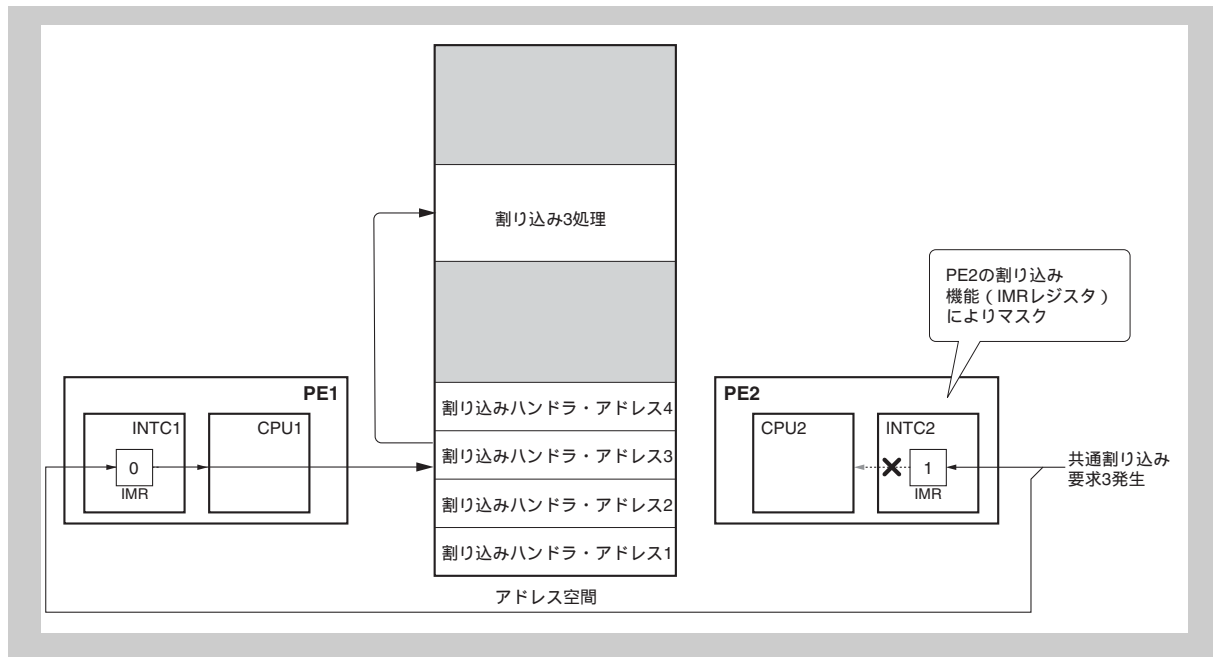 割り込み3処理
PE2の割り込み
機能（IMRレジスタ）
によりマスク
PE1
INTC1
CPU1
0
IMR
割り込みハンドラ・アドレス4
割り込みハンドラ・アドレス3
割り込みハンドラ・アドレス2
割り込みハンドラ・アドレス1
アドレス空間
PE2
CPU2
INTC2
1
IMR
共通割り込み
要求3発生